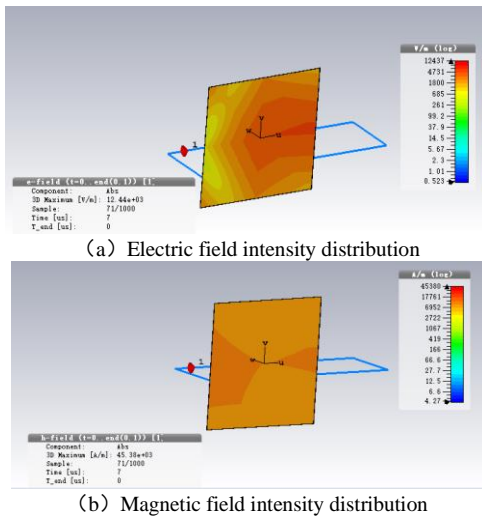 V/m (log)
12437
4731
1800
685
261
99.2
37.9
14.5
5.67
2.3
1.01
0.523
v
w
u
1
e-field (t=0..end(0.1)) [1]
Component: Abs
3D Maximum [V/m]: 12.44e+03
Sample: 71/1000
Time [us]: 7
T_end [us]: 0
(a) Electric field intensity distribution
A/m (log)
45380
17761
6952
2722
1067
419
166
66.6
27.7
12.5
6.6
4.27
v
w
u
1
h-field (t=0..end(0.1)) [1]
Component: Abs
3D Maximum [A/m]: 45.38e+03
Sample: 71/1000
Time [us]: 7
T_end [us]: 0
(b) Magnetic field intensity distribution